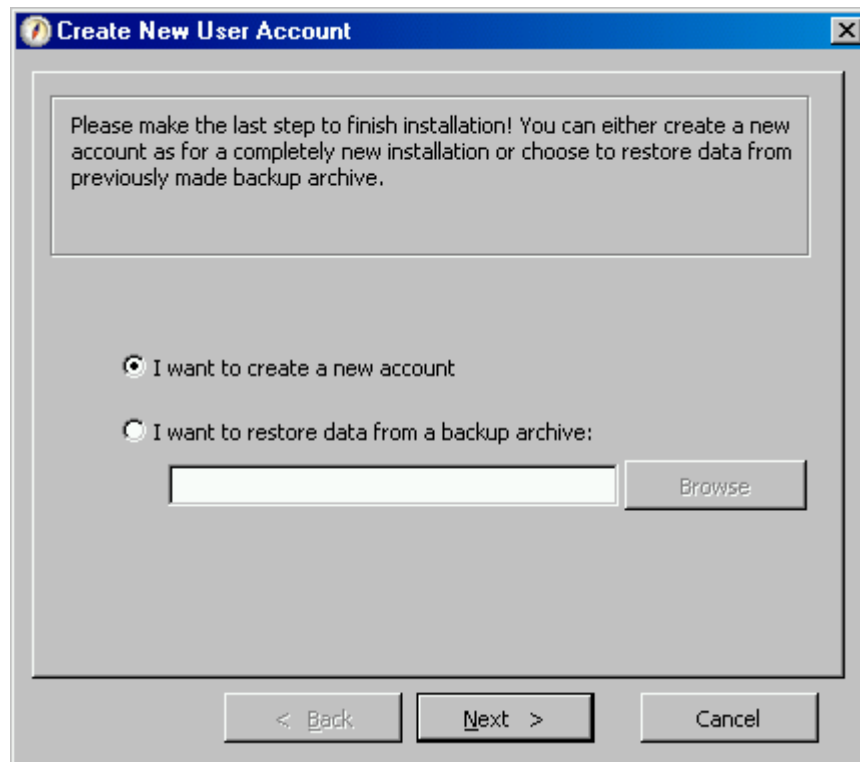 Create New User Account
Please make the last step to finish installation! You can either create a new
account as for a completely new installation or choose to restore data from
previously made backup archive.
I want to create a new account
I want to restore data from a backup archive:
Browse
< Back
Next >
Cancel